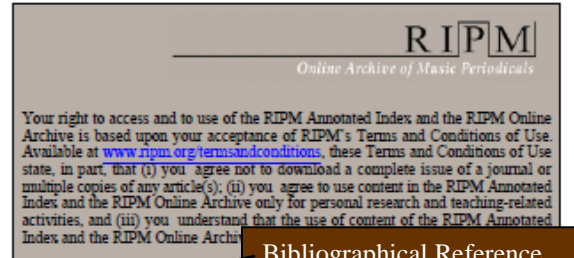 RIPM
Online Archive of Music Periodicals
Your right to access and to use of the RIPM Annotated Index and the RIPM Online
Archive is based upon your acceptance of RIPM's Terms and Conditions of Use.
Available at www.ripm.org/termsandconditions, these Terms and Conditions of Use
state, in part, that (i) you agree not to download a complete issue of a journal or
multiple copies of any article(s); (ii) you agree to use content in the RIPM Annotated
Index and the RIPM Online Archive only for personal research and teaching-related
activities, and (iii) you understand that the use of content of the RIPM Annotated
Index and the RIPM Online Archiv
Bibliographical Reference